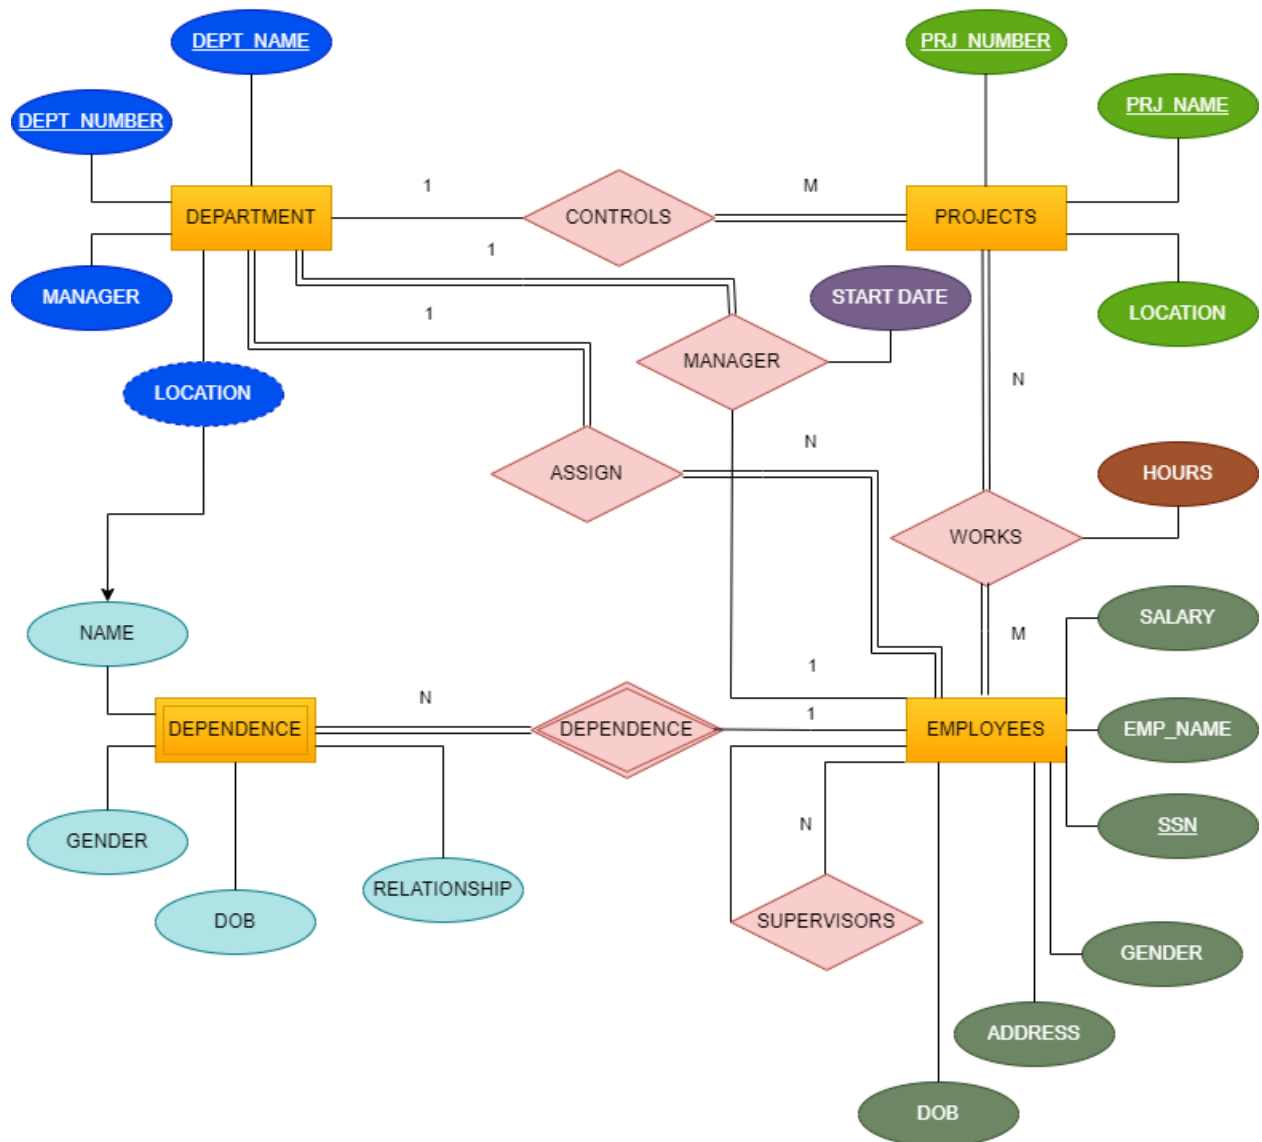 DEPT_NAME
PRJ_NUMBER
DEPT_NUMBER
PRJ_NAME
1
M
DEPARTMENT
CONTROLS
PROJECTS
1
MANAGER
START DATE
1
LOCATION
MANAGER
N
LOCATION
N
ASSIGN
HOURS
WORKS
SALARY
NAME
M
1
N
1
DEPENDENCE
DEPENDENCE
EMPLOYEES
EMP_NAME
N
SSN
GENDER
RELATIONSHIP
DOB
SUPERVISORS
GENDER
ADDRESS
DOB